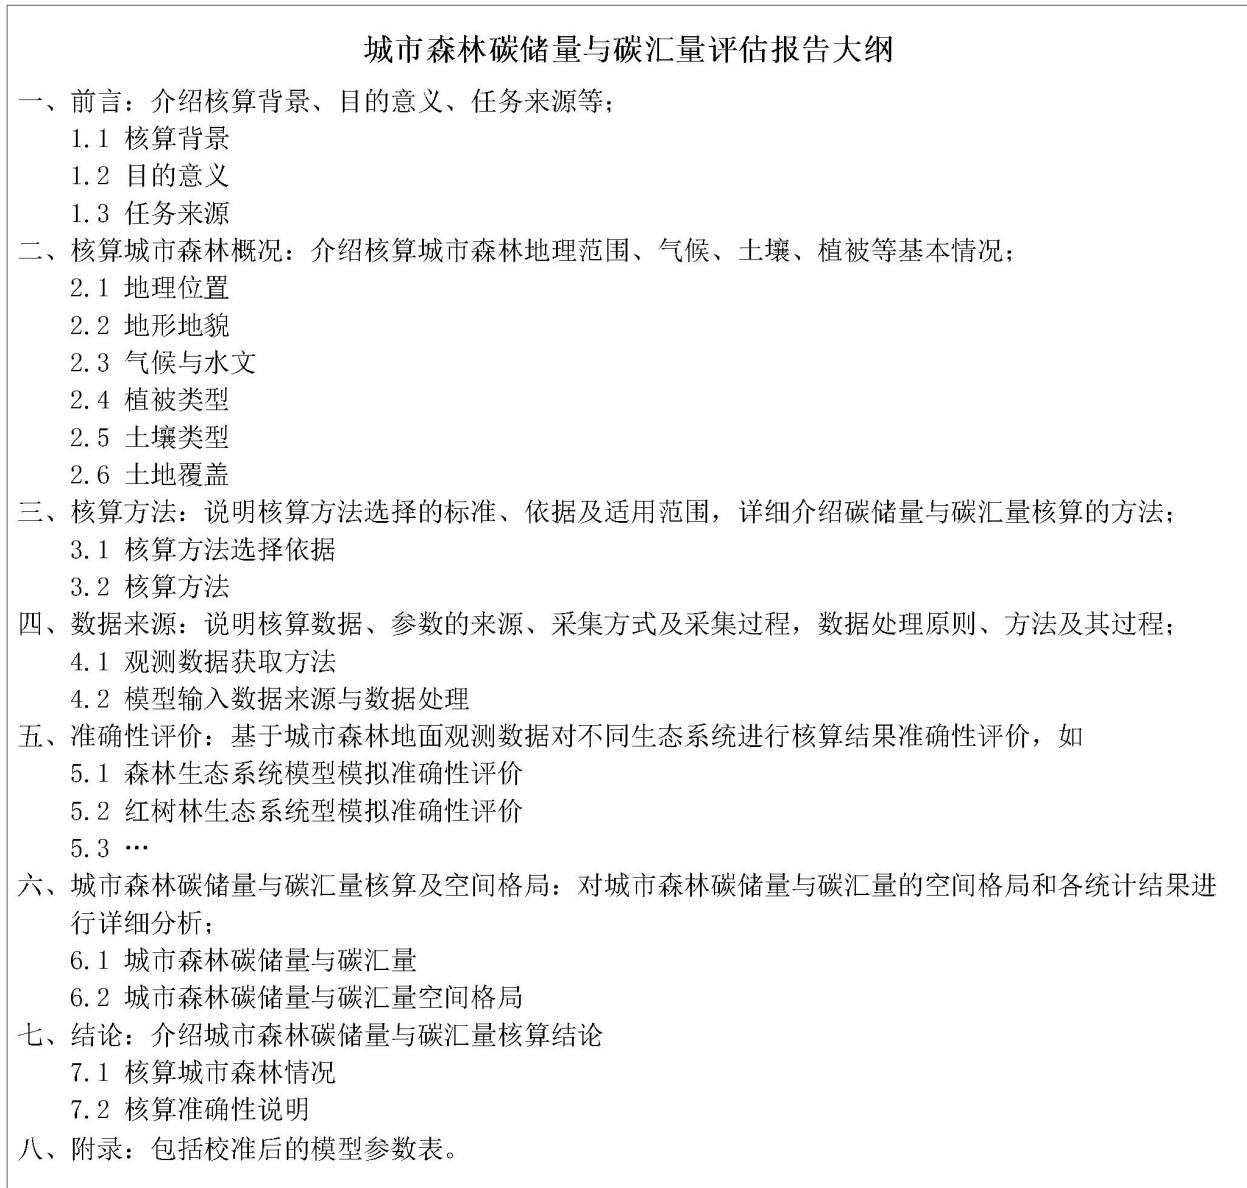 城市森林碳储量与碳汇量评估报告大纲
一、前言：介绍核算背景、目的意义、任务来源等；
1.1 核算背景
1.2 目的意义
1.3 任务来源
二、核算城市森林概况：介绍核算城市森林地理范围、气候、土壤、植被等基本情况；
2.1 地理位置
2.2 地形地貌
2.3 气候与水文
2.4 植被类型
2.5 土壤类型
2.6 土地覆盖
三、核算方法：说明核算方法选择的标准、依据及适用范围，详细介绍碳储量与碳汇量核算的方法；
3.1 核算方法选择依据
3.2 核算方法
四、数据来源：说明核算数据、参数的来源、采集方式及采集过程，数据处理原则、方法及其过程；
4.1 观测数据获取方法
4.2 模型输入数据来源与数据处理
五、准确性评价：基于城市森林地面观测数据对不同生态系统进行核算结果准确性评价，如
5.1 森林生态系统模型模拟准确性评价
5.2 红树林生态系统型模拟准确性评价
5.3 …
六、城市森林碳储量与碳汇量核算及空间格局：对城市森林碳储量与碳汇量的空间格局和各统计结果进
行详细分析；
6.1 城市森林碳储量与碳汇量
6.2 城市森林碳储量与碳汇量空间格局
七、结论：介绍城市森林碳储量与碳汇量核算结论
7.1 核算城市森林情况
7.2 核算准确性说明
八、附录：包括校准后的模型参数表。